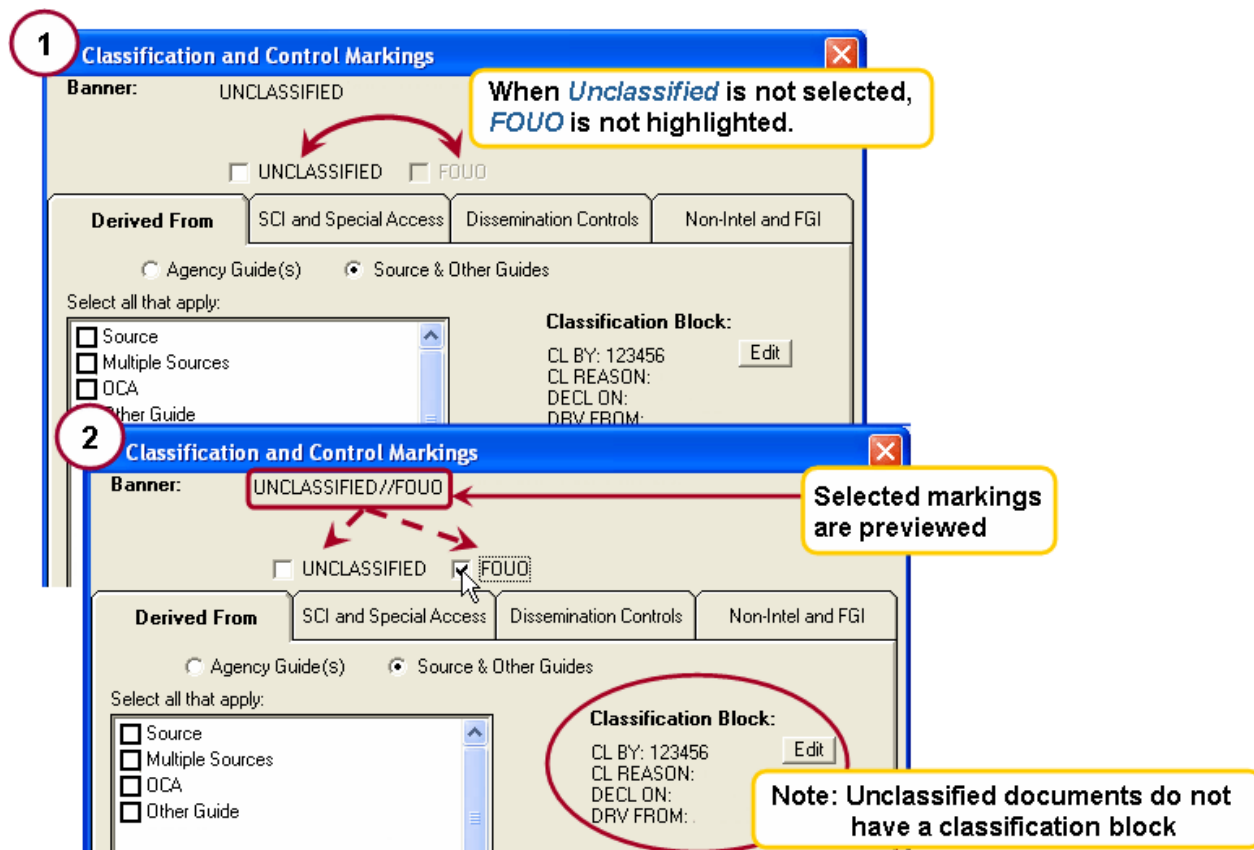 1
Classification and Control Markings
Banner: UNCLASSIFIED
When Unclassified is not selected,
FOUO is not highlighted.
UNCLASSIFIED FOUO
Derived From SCI and Special Access Dissemination Controls Non-Intel and FGI
Agency Guide(s) Source & Other Guides
Select all that apply:
Source
Multiple Sources
OCA
Other Guide
Classification Block:
CL BY: 123456 Edit
CL REASON:
DECL ON:
DRV FROM:
2
Classification and Control Markings
Banner: UNCLASSIFIED//FOUO
Selected markings
are previewed
UNCLASSIFIED FOUO
Derived From SCI and Special Access Dissemination Controls Non-Intel and FGI
Agency Guide(s) Source & Other Guides
Select all that apply:
Source
Multiple Sources
OCA
Other Guide
Classification Block:
CL BY: 123456 Edit
CL REASON:
DECL ON:
DRV FROM:
Note: Unclassified documents do not
have a classification block